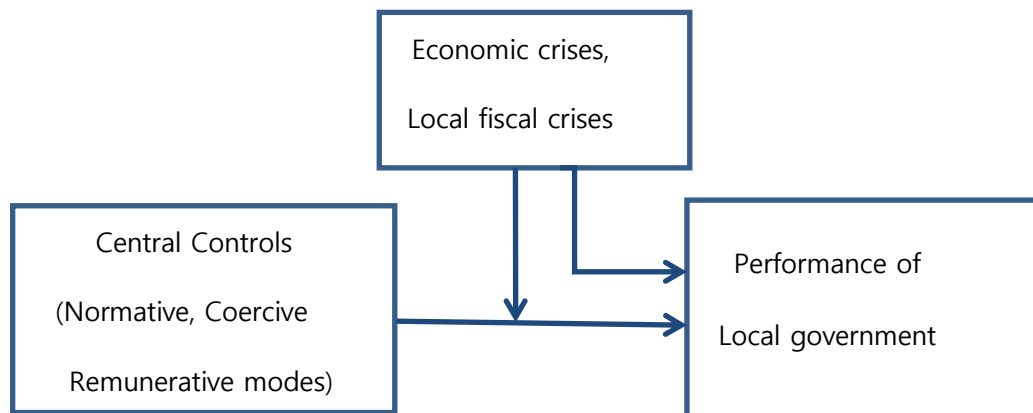 Economic crises,
Local fiscal crises
Central Controls
(Normative, Coercive
Remunerative modes)
Performance of
Local government